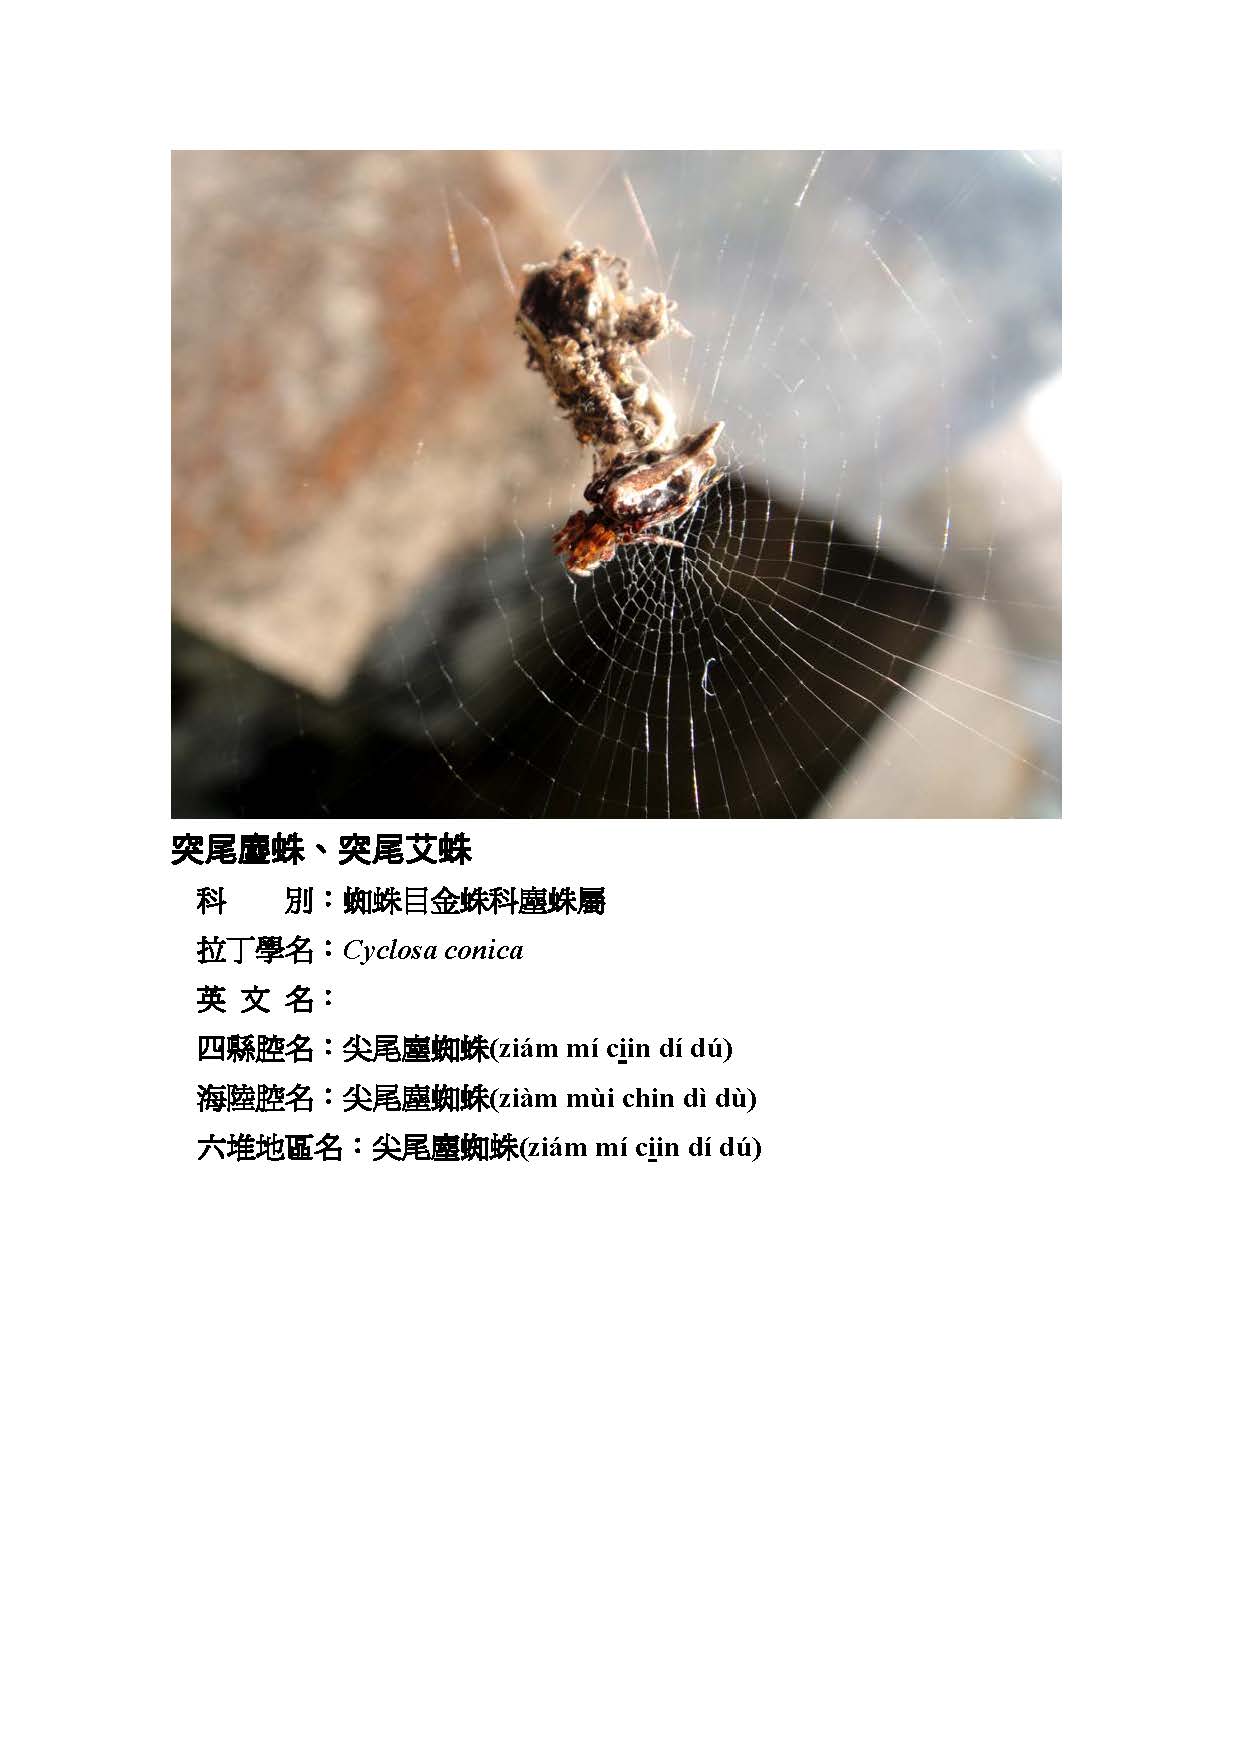 突尾塵蛛、突尾艾蛛
科　　別：蜘蛛目金蛛科塵蛛屬
拉丁學名：Cyclosa conica
英 文 名：
四縣腔名：尖尾塵蜘蛛(ziám mí ciin dí dú)
海陸腔名：尖尾塵蜘蛛(ziàm mùi chin dì dù)
六堆地區名：尖尾塵蜘蛛(ziám mí ciin dí dú)